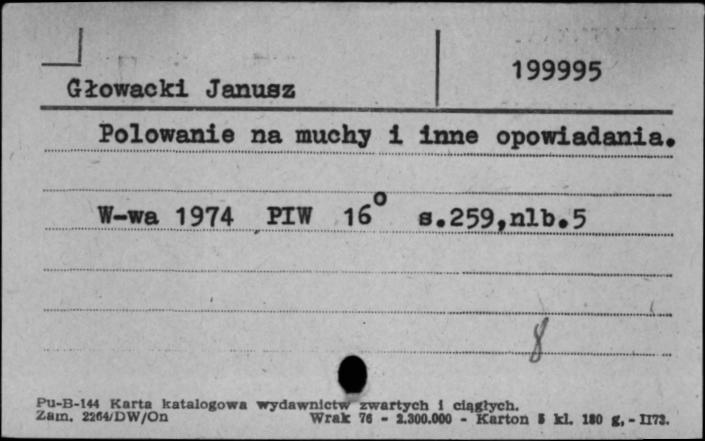 199995
Głowacki Janusz
Polowanie na muchy i inne opowiadania.
W-wa 1974 PIW 16° s.259,nlb.5
8
Pu-B-144 Karta katalogowa wydawnictw zwartych i ciągłych.
Zam. 2264/DW/On Wrak 76 - 2.300.000 - Karton 5 kl. 180 g, - II73.